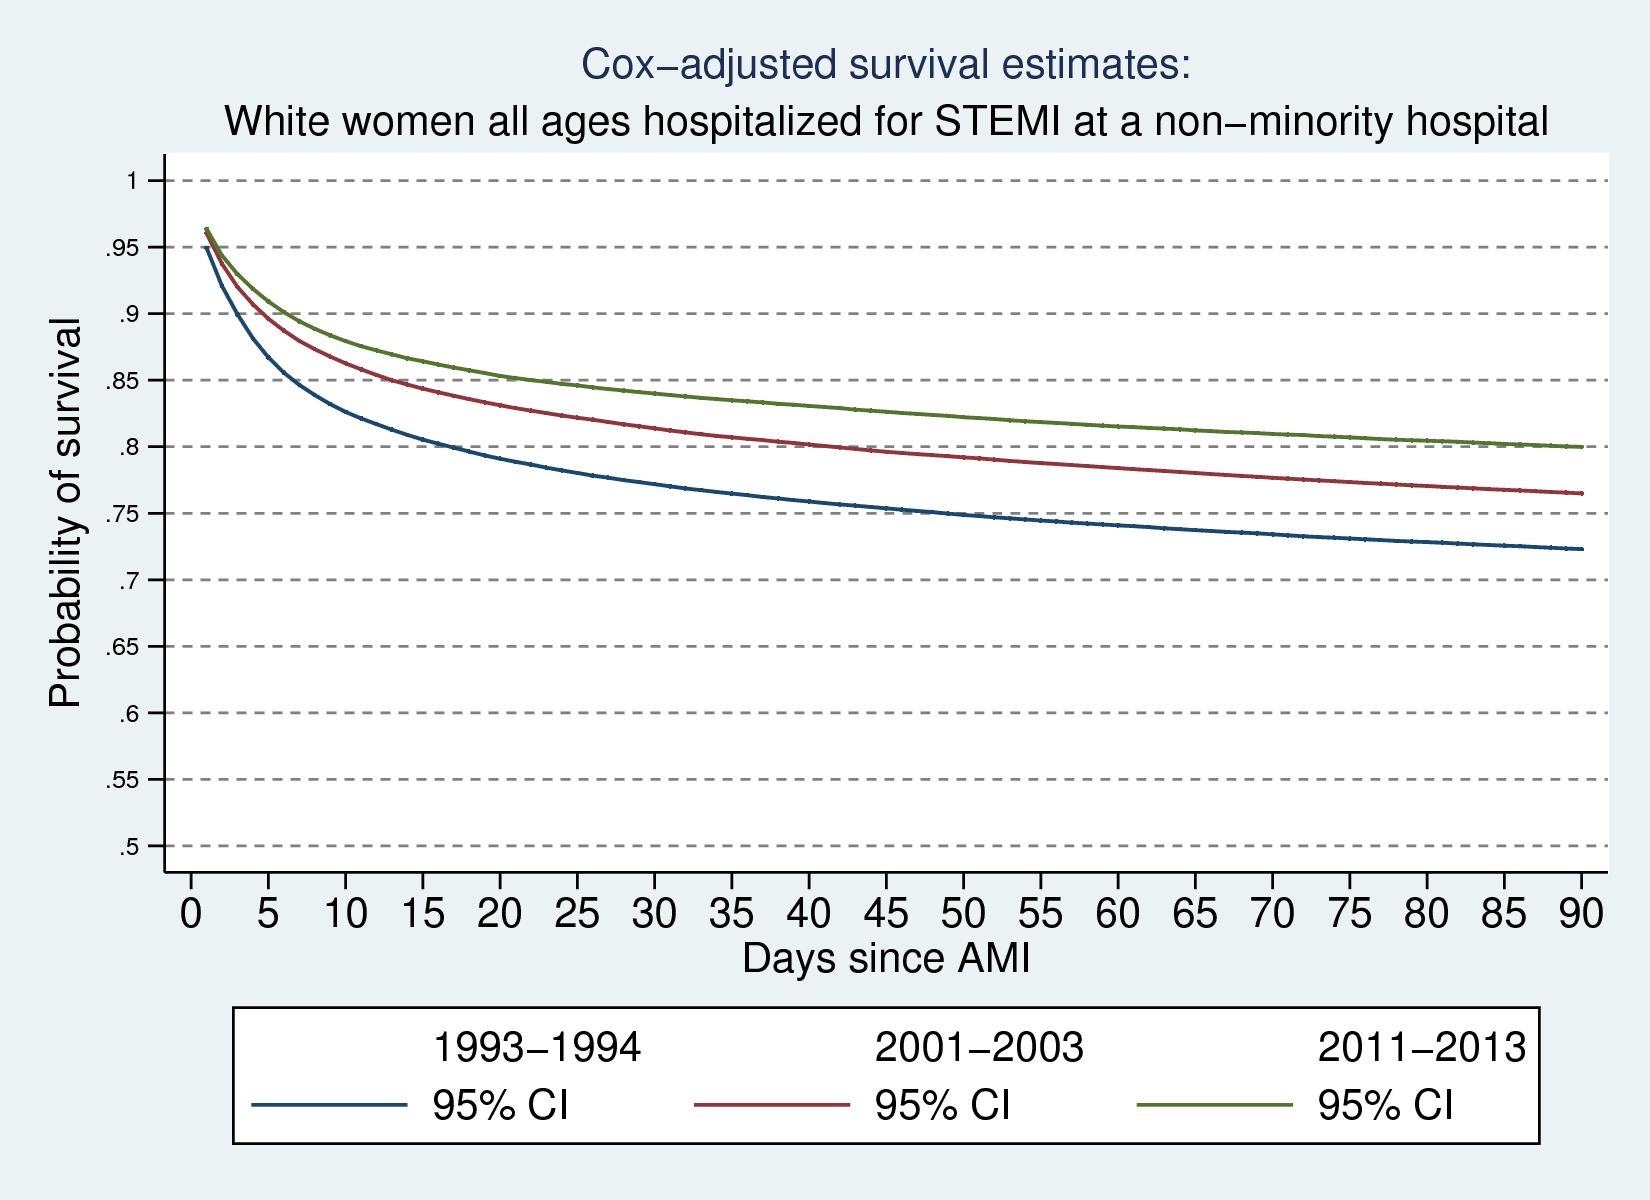 Cox−adjusted survival estimates:
White women all ages hospitalized for STEMI at a non−minority hospital
Probability of survival
1
.95
.9
.85
.8
.75
.7
.65
.6
.55
.5
0 5 10 15 20 25 30 35 40 45 50 55 60 65 70 75 80 85 90
Days since AMI
1993−1994 2001−2003 2011−2013
95% CI 95% CI 95% CI